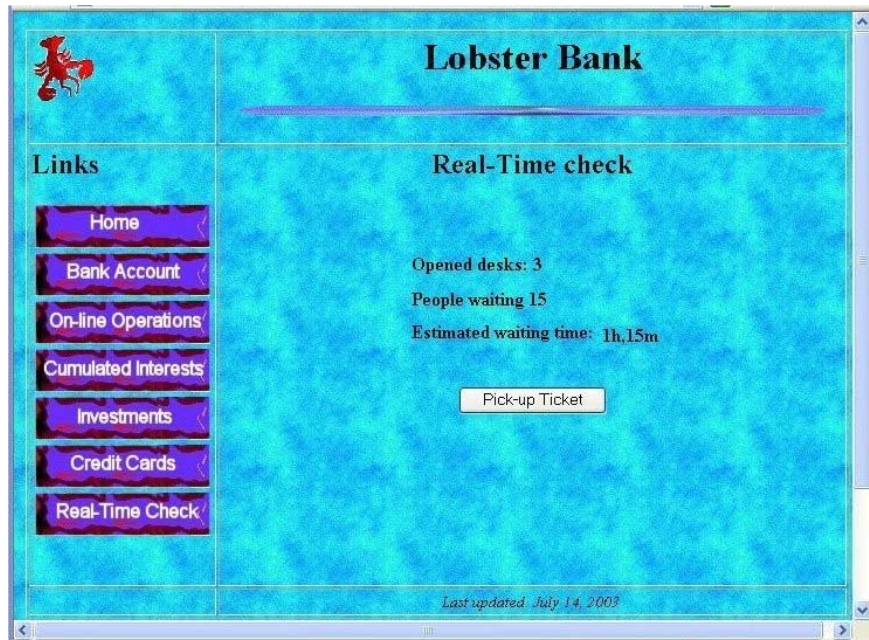 Lobster Bank
Links
Home
Bank Account
On-line Operations
Cumulated Interests
Investments
Credit Cards
Real-Time Check
Real-Time check
Opened desks: 3
People waiting 15
Estimated waiting time: 1h,15m
Pick-up Ticket
Last updated July 14, 2003